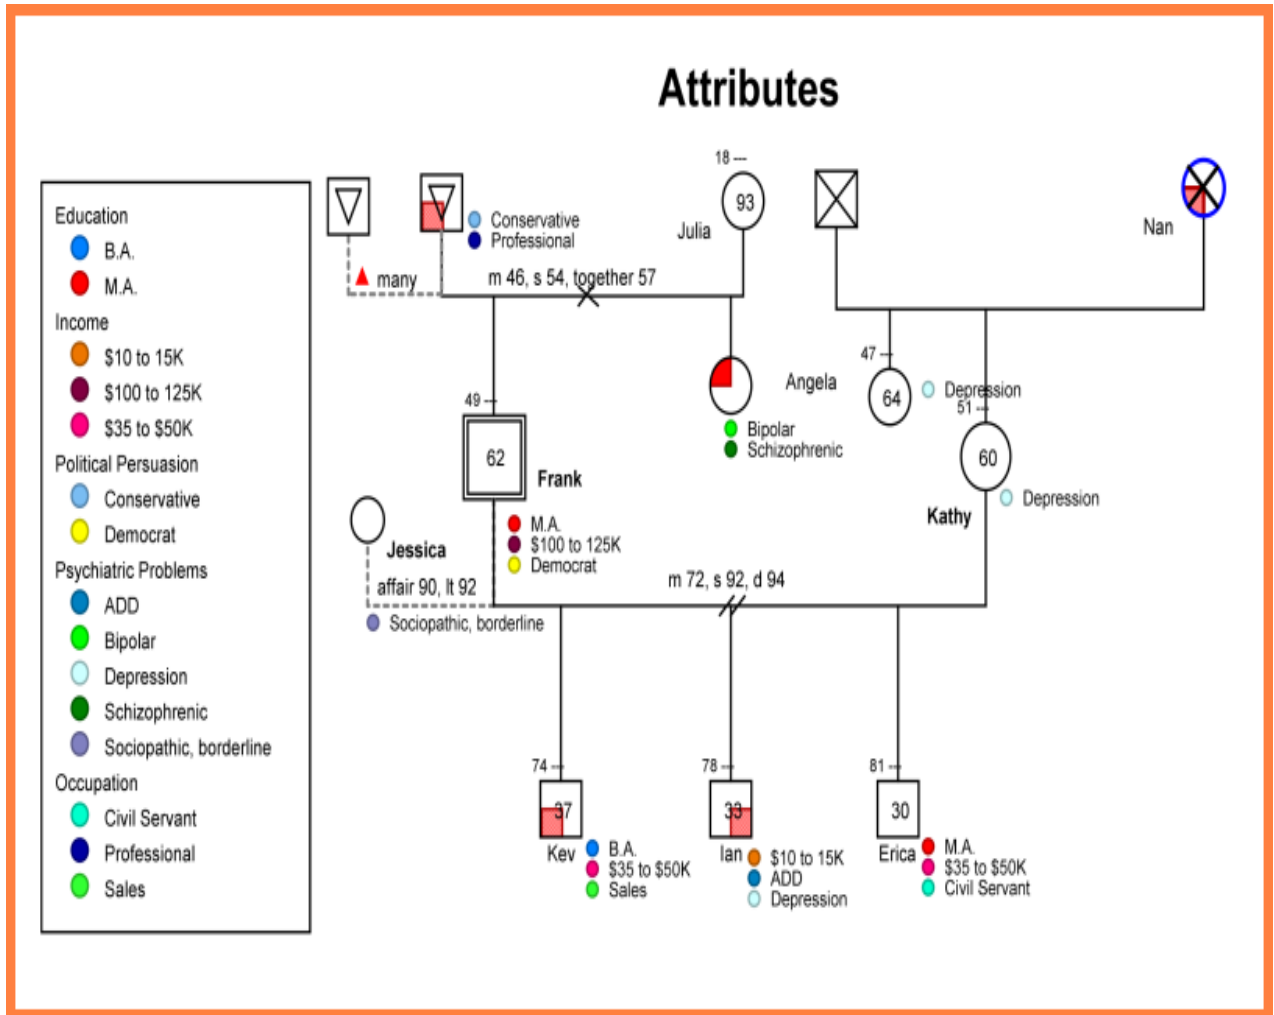 Attributes
Education
B.A.
M.A.
Income
$10 to 15K
$100 to 125K
$35 to $50K
Political Persuasion
Conservative
Democrat
Psychiatric Problems
ADD
Bipolar
Depression
Schizophrenic
Sociopathic, borderline
Occupation
Civil Servant
Professional
Sales
Conservative
Professional
many
18
93
Julia
m 46, s 54, together 57
Nan
49
62
Frank
M.A.
$100 to 125K
Democrat
Angela
Bipolar
Schizophrenic
47
64
Depression
51
60
Kathy
Depression
Jessica
affair 90, lt 92
Sociopathic, borderline
m 72, s 92, d 94
74
37
Kev
B.A.
$35 to $50K
Sales
78
33
Ian
$10 to 15K
ADD
Depression
81
30
Erica
M.A.
$35 to $50K
Civil Servant